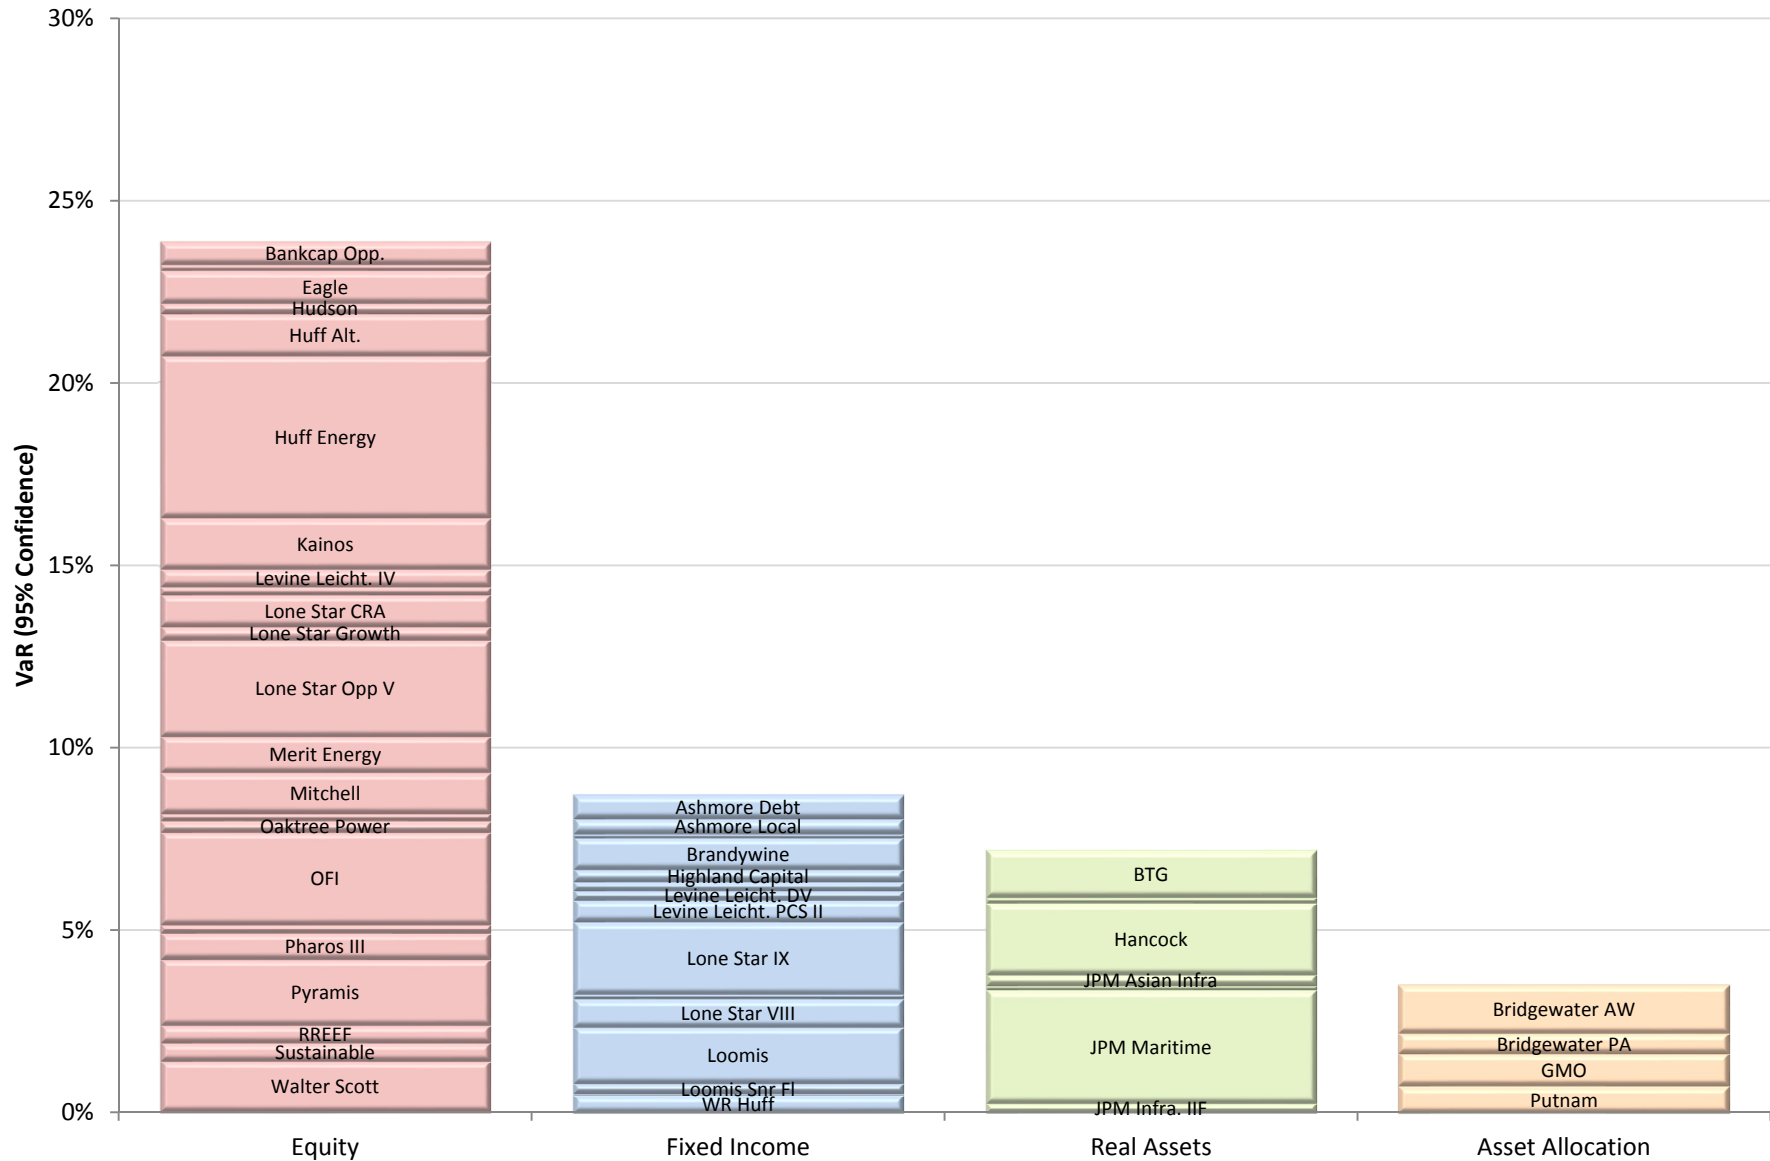 30%
25%
20%
15%
10%
5%
0%
VaR (95% Confidence)
Bankcap Opp.
Eagle
Hudson
Huff Alt.
Huff Energy
Kainos
Levine Leicht. IV
Lone Star CRA
Lone Star Growth
Lone Star Opp V
Merit Energy
Mitchell
Oaktree Power
OFI
Pharos III
Pyramis
RREEF
Sustainable
Walter Scott
Ashmore Debt
Ashmore Local
Brandywine
Highland Capital
Levine Leicht. DV
Levine Leicht. PCS II
Lone Star IX
Lone Star VIII
Loomis
Loomis Snr Fl
WR Huff
BTG
Hancock
JPM Asian Infra
JPM Maritime
JPM Infra. IIF
Bridgewater AW
Bridgewater PA
GMO
Putnam
Equity
Fixed Income
Real Assets
Asset Allocation